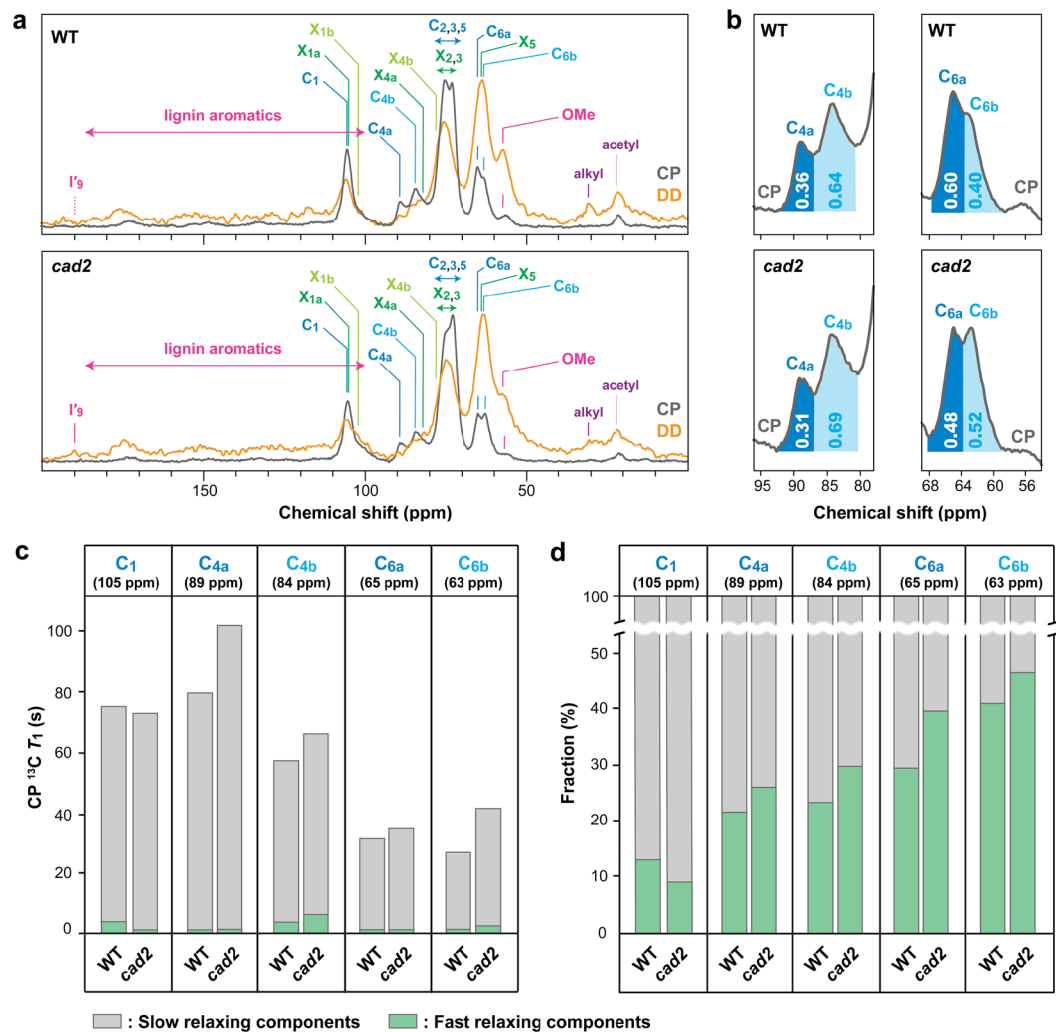 a
WT
X1b
X1a
C1
lignin aromatics
I'9
C2,3,5
X2,3
X4b
X4a
C4b
C4a
C6a
X5
C6b
OMe
alkyl
acetyl
CP
DD
cad2
X1b
X1a
C1
lignin aromatics
I'9
C2,3,5
X2,3
X4b
X4a
C4b
C4a
C6a
X5
C6b
OMe
alkyl
acetyl
CP
DD
150 100 50
Chemical shift (ppm)
b
WT WT
C4a C4b C6a C6b
CP 0.36 0.64 0.60 0.40 CP
cad2 cad2
C4a C4b C6a C6b
CP 0.31 0.69 0.48 0.52 CP
95 90 85 80 68 64 60 56
Chemical shift (ppm)
c
C1 C4a C4b C6a C6b
(105 ppm) (89 ppm) (84 ppm) (65 ppm) (63 ppm)
CP 13C T1 (s)
100
80
60
40
20
0
WT cad2 WT cad2 WT cad2 WT cad2 WT cad2
d
C1 C4a C4b C6a C6b
(105 ppm) (89 ppm) (84 ppm) (65 ppm) (63 ppm)
Fraction (%)
100
50
40
30
20
10
0
WT cad2 WT cad2 WT cad2 WT cad2 WT cad2
: Slow relaxing components : Fast relaxing components